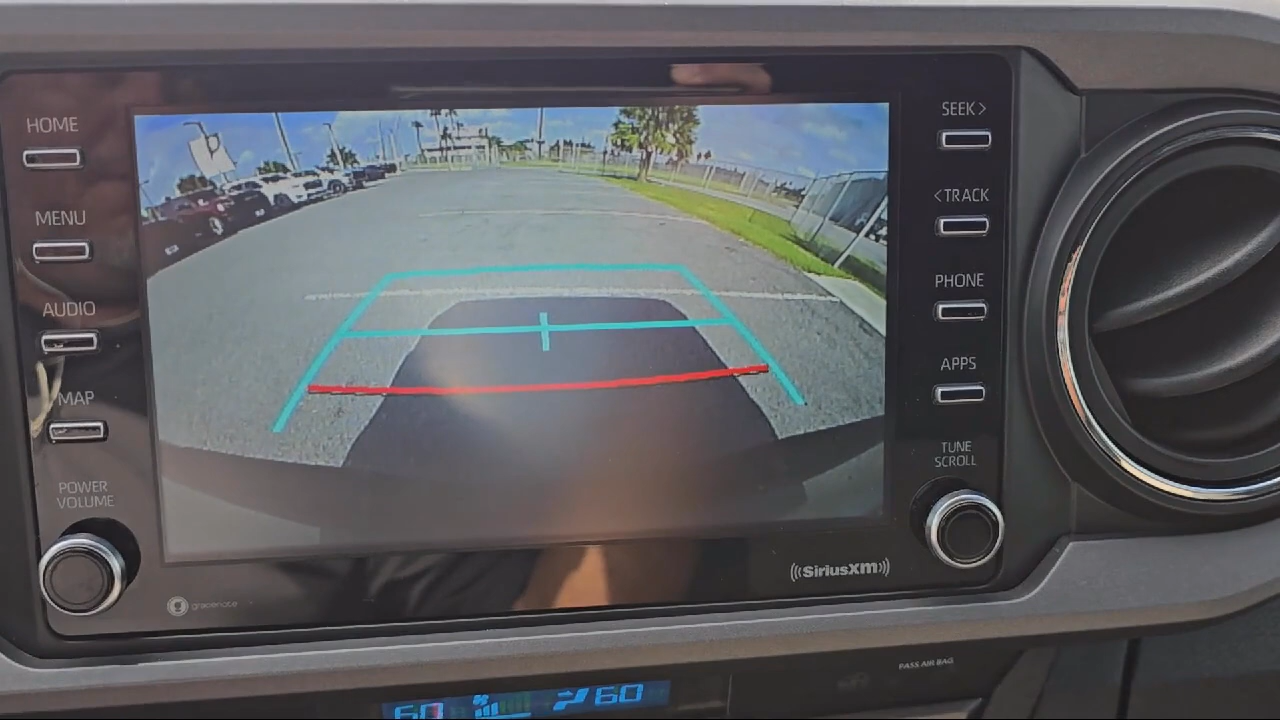 HOME
MENU
AUDIO
MAP
POWER
VOLUME
SEEK >
< TRACK
PHONE
APPS
TUNE
SCROLL
((SiriusXM))
gracenote
PASS AIR BAG
60
60